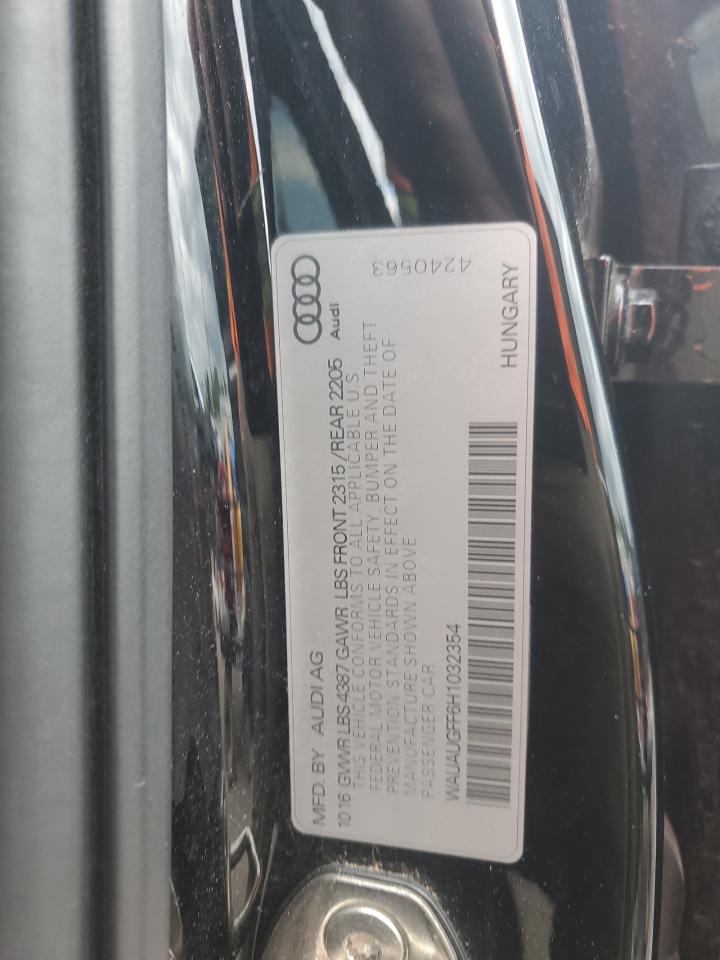 MFD. BY AUDI AG
Audi
1016 GVWR LBS 4387 GAWR LBS FRONT 2315 / REAR 2205
THIS VEHICLE CONFORMS TO ALL APPLICABLE U S
FEDERAL MOTOR VEHICLE SAFETY, BUMPER AND THEFT
PREVENTION STANDARDS IN EFFECT ON THE DATE OF
MANUFACTURE SHOWN ABOVE
PASSENGER CAR
4240563
WAUAUGFF6H1032354
HUNGARY